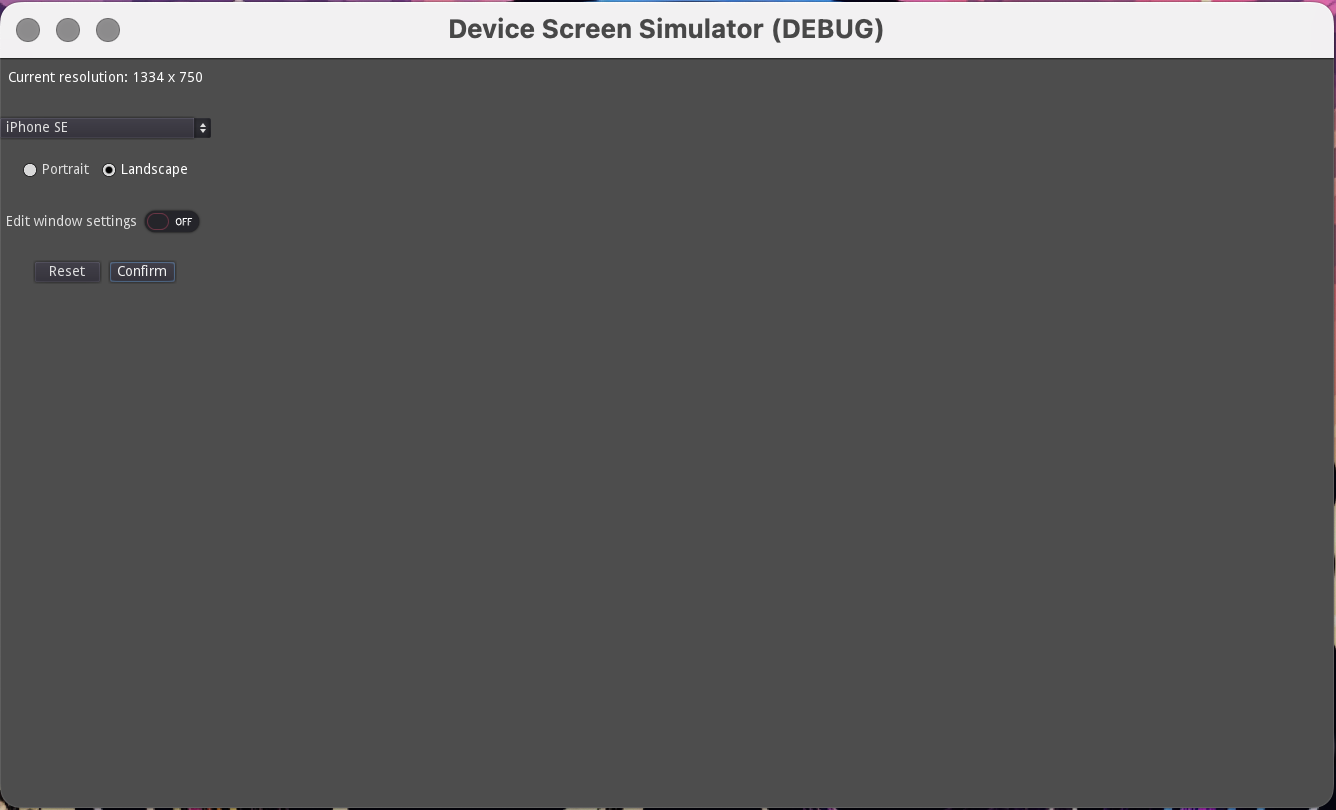 Device Screen Simulator (DEBUG)
Current resolution: 1334 x 750
iPhone SE
Portrait Landscape
Edit window settings OFF
Reset Confirm